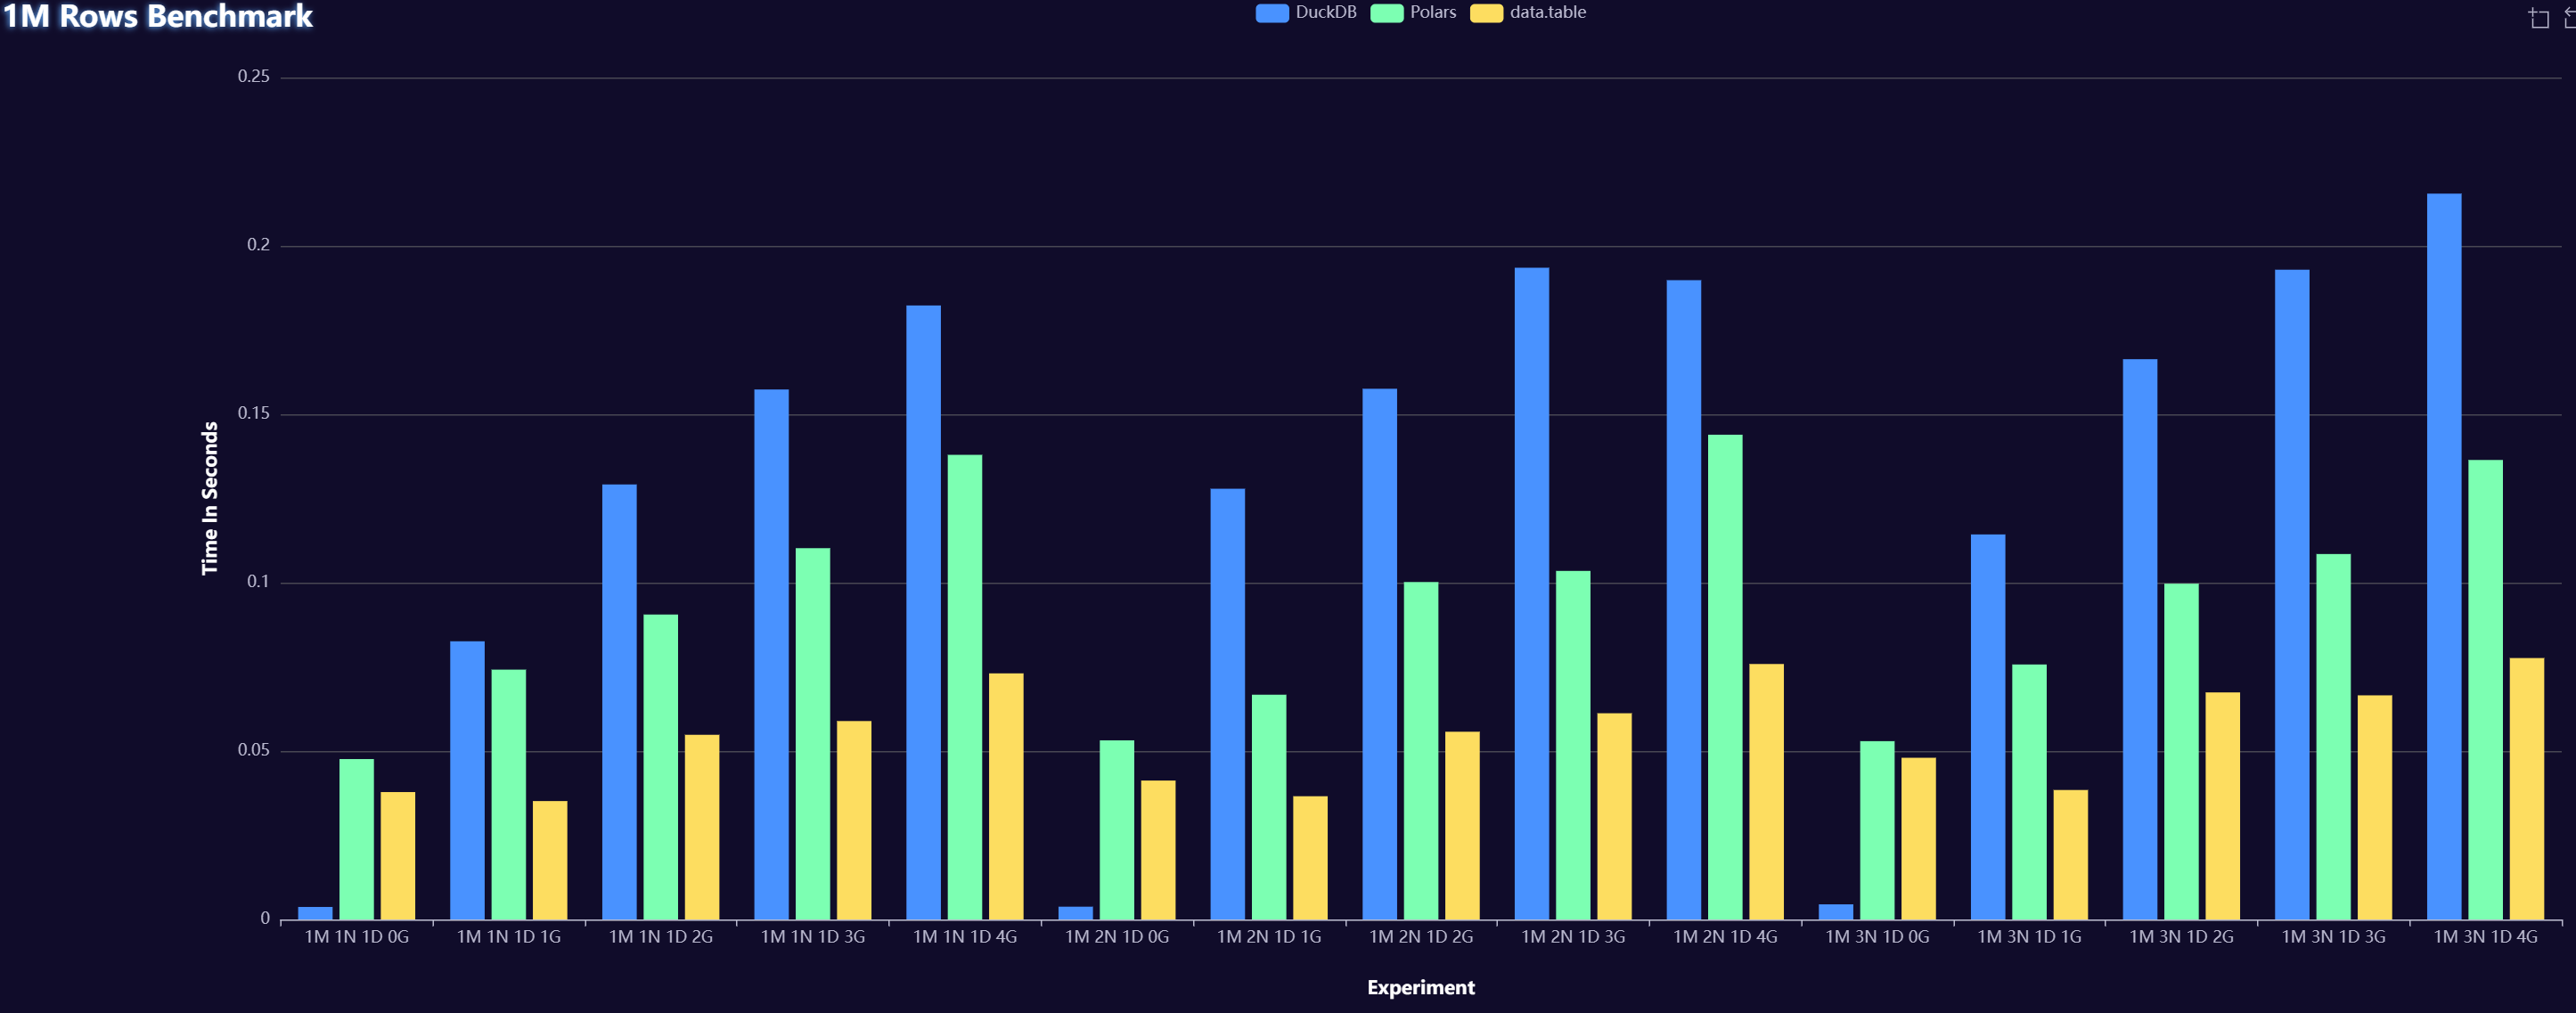 1M Rows Benchmark
DuckDB Polars data.table
0.25
0.2
0.15
0.1
0.05
0
Time In Seconds
1M 1N 1D 0G 1M 1N 1D 1G 1M 1N 1D 2G 1M 1N 1D 3G 1M 1N 1D 4G 1M 2N 1D 0G 1M 2N 1D 1G 1M 2N 1D 2G 1M 2N 1D 3G 1M 2N 1D 4G 1M 3N 1D 0G 1M 3N 1D 1G 1M 3N 1D 2G 1M 3N 1D 3G 1M 3N 1D 4G
Experiment